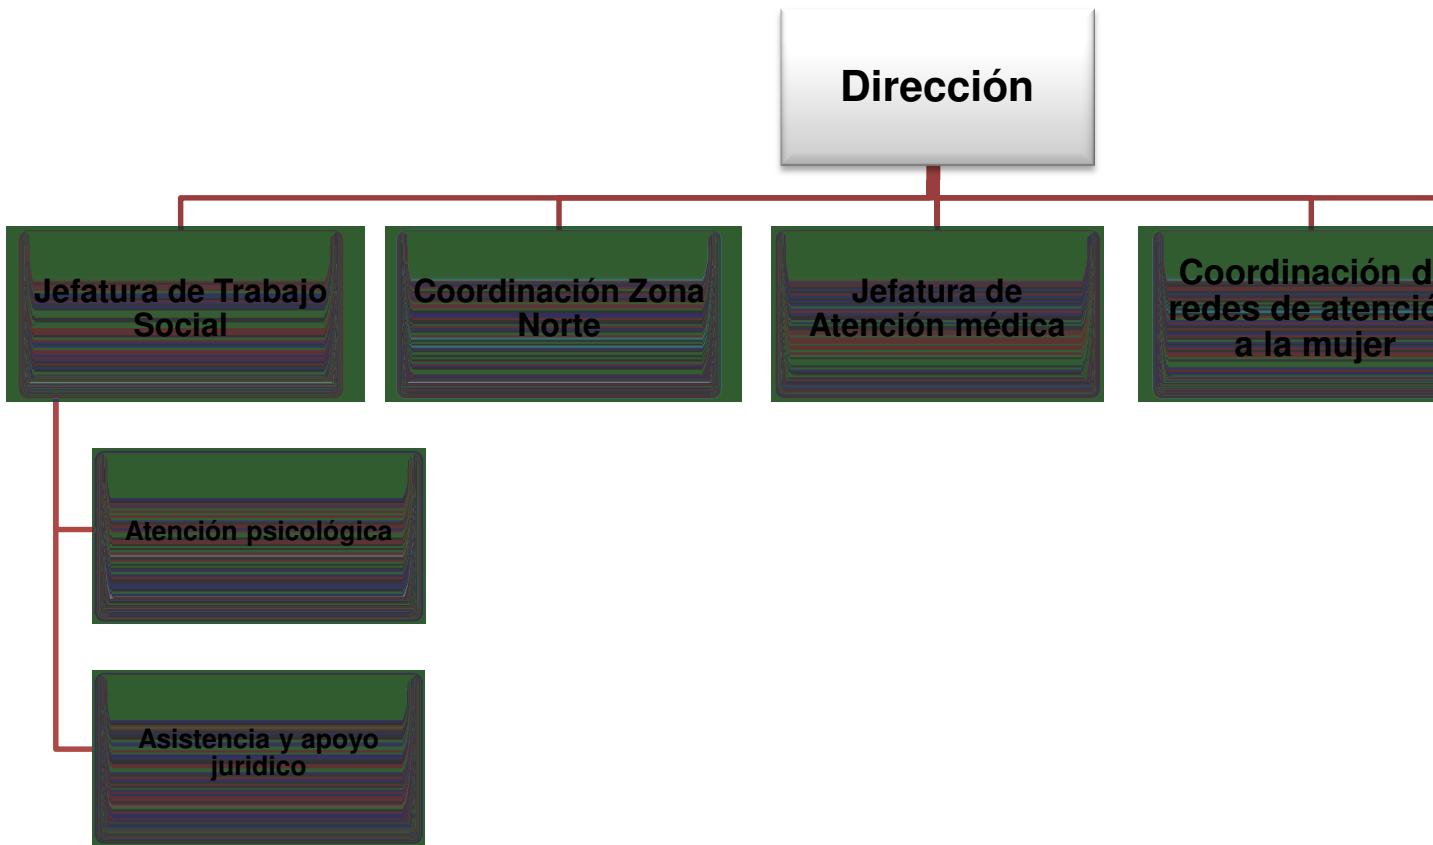 Dirección
Jefatura de Trabajo
Social
Coordinación Zona
Norte
Jefatura de
Atención médica
Coordinación d
redes de atenció
a la mujer
Atención psicológica
Asistencia y apoyo
juridico